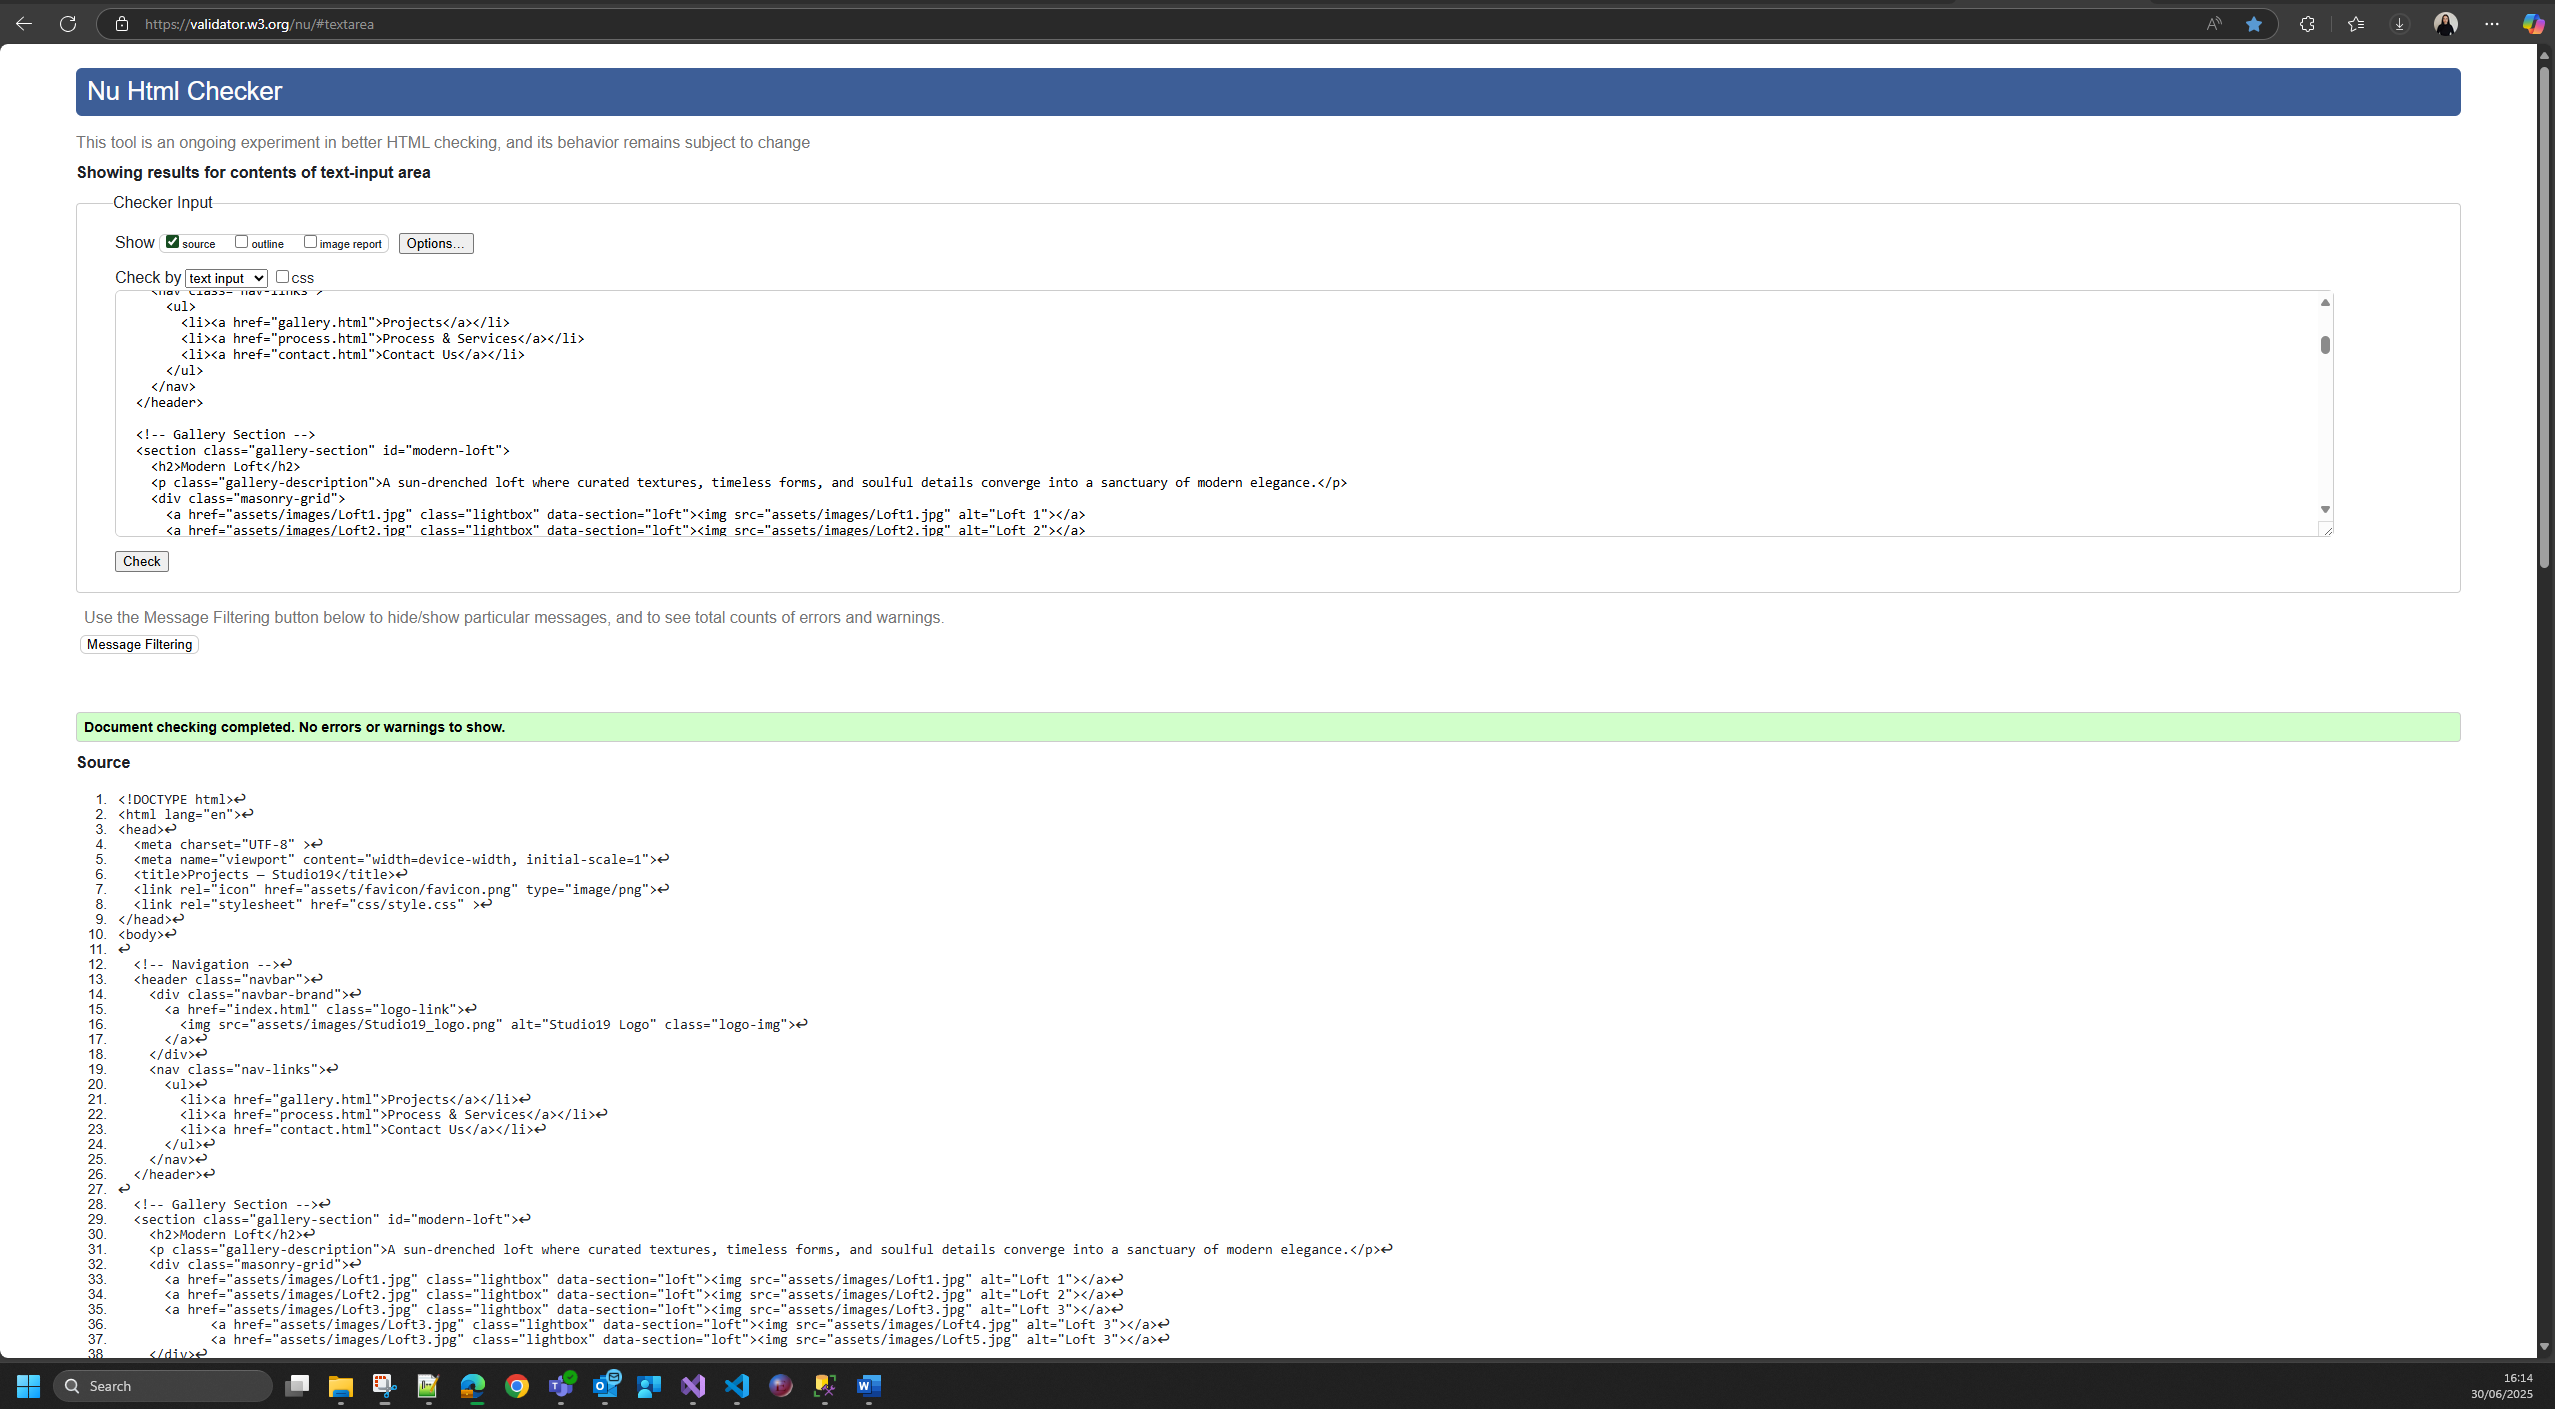 https://validator.w3.org/nu/#textarea
Nu Html Checker
This tool is an ongoing experiment in better HTML checking, and its behavior remains subject to change
Showing results for contents of text-input area
Checker Input
Show source outline image report Options...
Check by text input css
<nav class="nav-links">
<ul>
<li><a href="gallery.html">Projects</a></li>
<li><a href="process.html">Process & Services</a></li>
<li><a href="contact.html">Contact Us</a></li>
</ul>
</nav>
</header>
<!-- Gallery Section -->
<section class="gallery-section" id="modern-loft">
<h2>Modern Loft</h2>
<p class="gallery-description">A sun-drenched loft where curated textures, timeless forms, and soulful details converge into a sanctuary of modern elegance.</p>
<div class="masonry-grid">
<a href="assets/images/Loft1.jpg" class="lightbox" data-section="loft"><img src="assets/images/Loft1.jpg" alt="Loft 1"></a>
<a href="assets/images/Loft2.jpg" class="lightbox" data-section="loft"><img src="assets/images/Loft2.jpg" alt="Loft 2"></a>
Check
Use the Message Filtering button below to hide/show particular messages, and to see total counts of errors and warnings.
Message Filtering
Document checking completed. No errors or warnings to show.
Source
1. <!DOCTYPE html>↩
2. <html lang="en">↩
3. <head>↩
4. <meta charset="UTF-8" >↩
5. <meta name="viewport" content="width=device-width, initial-scale=1">↩
6. <title>Projects – Studio19</title>↩
7. <link rel="icon" href="assets/favicon/favicon.png" type="image/png">↩
8. <link rel="stylesheet" href="css/style.css" >↩
9. </head>↩
10. <body>↩
11. ↩
12. <!-- Navigation -->↩
13. <header class="navbar">↩
14. <div class="navbar-brand">↩
15. <a href="index.html" class="logo-link">↩
16. <img src="assets/images/Studio19_logo.png" alt="Studio19 Logo" class="logo-img">↩
17. </a>↩
18. </div>↩
19. <nav class="nav-links">↩
20. <ul>↩
21. <li><a href="gallery.html">Projects</a></li>↩
22. <li><a href="process.html">Process & Services</a></li>↩
23. <li><a href="contact.html">Contact Us</a></li>↩
24. </ul>↩
25. </nav>↩
26. </header>↩
27. ↩
28. <!-- Gallery Section -->↩
29. <section class="gallery-section" id="modern-loft">↩
30. <h2>Modern Loft</h2>↩
31. <p class="gallery-description">A sun-drenched loft where curated textures, timeless forms, and soulful details converge into a sanctuary of modern elegance.</p>↩
32. <div class="masonry-grid">↩
33. <a href="assets/images/Loft1.jpg" class="lightbox" data-section="loft"><img src="assets/images/Loft1.jpg" alt="Loft 1"></a>↩
34. <a href="assets/images/Loft2.jpg" class="lightbox" data-section="loft"><img src="assets/images/Loft2.jpg" alt="Loft 2"></a>↩
35. <a href="assets/images/Loft3.jpg" class="lightbox" data-section="loft"><img src="assets/images/Loft3.jpg" alt="Loft 3"></a>↩
36. <a href="assets/images/Loft3.jpg" class="lightbox" data-section="loft"><img src="assets/images/Loft4.jpg" alt="Loft 3"></a>↩
37. <a href="assets/images/Loft3.jpg" class="lightbox" data-section="loft"><img src="assets/images/Loft5.jpg" alt="Loft 3"></a>↩
38. </div>↩
Search
16:14
30/06/2025